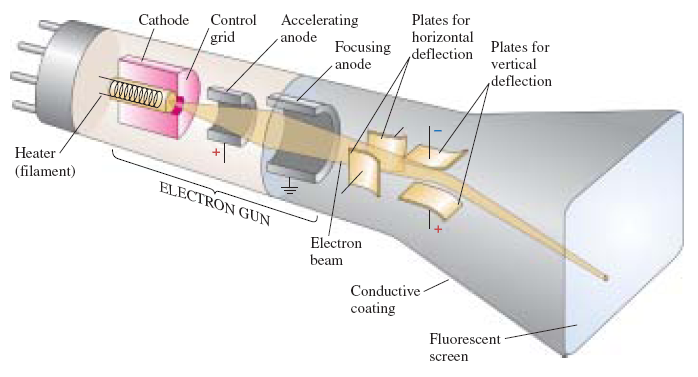 Cathode
Control
grid
Accelerating
anode
Focusing
anode
Plates for
horizontal
deflection
Plates for
vertical
deflection
Heater
(filament)
+
−
+
ELECTRON GUN
Electron
beam
Conductive
coating
Fluorescent
screen